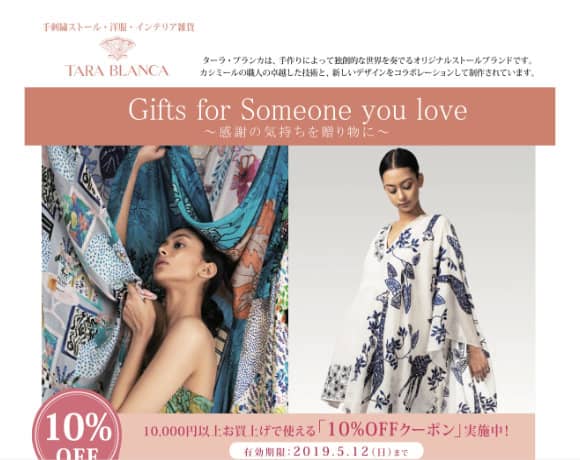 手刺繍ストール・洋服・インテリア雑貨
TARA BLANCA
ターラ・ブランカは、手作りによって独創的な世界を奏でるオリジナルストールブランドです。
カシミールの職人の卓越した技術と、新しいデザインをコラボレーションして制作されています。
Gifts for Someone you love
～感謝の気持ちを贈り物に～
10%
OFF
10,000円以上お買上げで使える「10%OFFクーポン」実施中！
有効期限：2019.5.12（日）まで